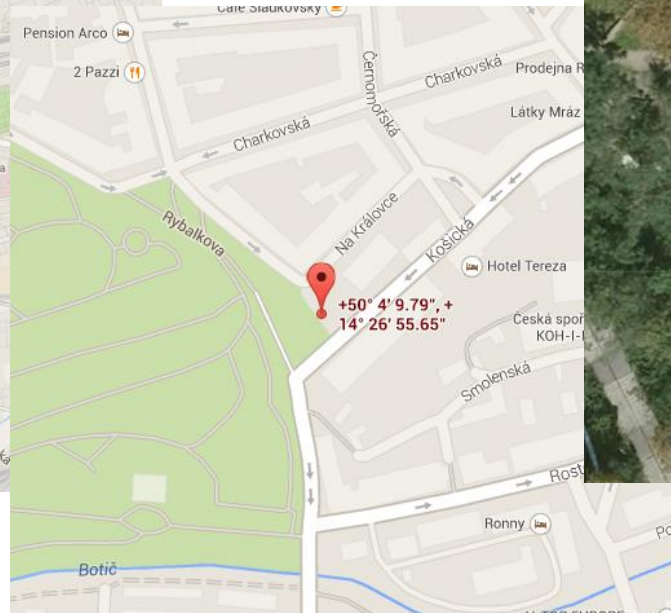 Café Sladkovský
Pension Arco
2 Pazzi
Charkovská
Prodejna R
Černomořská
Látky Mráz
Charkovská
Na Královce
Rybalkova
Košická
Hotel Tereza
+50° 4' 9.79", +
14° 26' 55.65"
Česká spoř
KOH-I-
Smolenská
Rost
Ronny
Botič